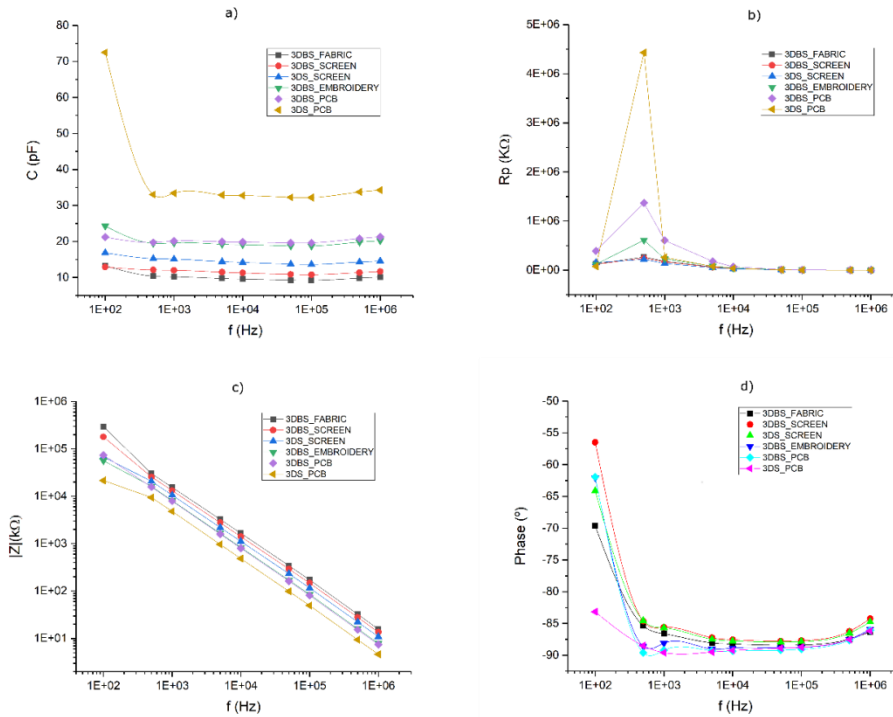 a)
80
70
60
50
40
30
20
10
C (pF)
3DBS_FABRIC
3DBS_SCREEN
3DS_SCREEN
3DBS_EMBROIDERY
3DBS_PCB
3DS_PCB
1E+02 1E+03 1E+04 1E+05 1E+06
f (Hz)
b)
5E+06
4E+06
3E+06
2E+06
1E+06
0E+00
Rp (KΩ)
3DBS_FABRIC
3DBS_SCREEN
3DS_SCREEN
3DBS_EMBROIDERY
3DBS_PCB
3DS_PCB
1E+02 1E+03 1E+04 1E+05 1E+06
f (Hz)
c)
1E+06
1E+05
1E+04
1E+03
1E+02
1E+01
|Z|(kΩ)
3DBS_FABRIC
3DBS_SCREEN
3DS_SCREEN
3DBS_EMBROIDERY
3DBS_PCB
3DS_PCB
1E+02 1E+03 1E+04 1E+05 1E+06
f (Hz)
d)
-50
-55
-60
-65
-70
-75
-80
-85
-90
Phase (º)
3DBS_FABRIC
3DBS_SCREEN
3DS_SCREEN
3DBS_EMBROIDERY
3DBS_PCB
3DS_PCB
1E+02 1E+03 1E+04 1E+05 1E+06
f (Hz)